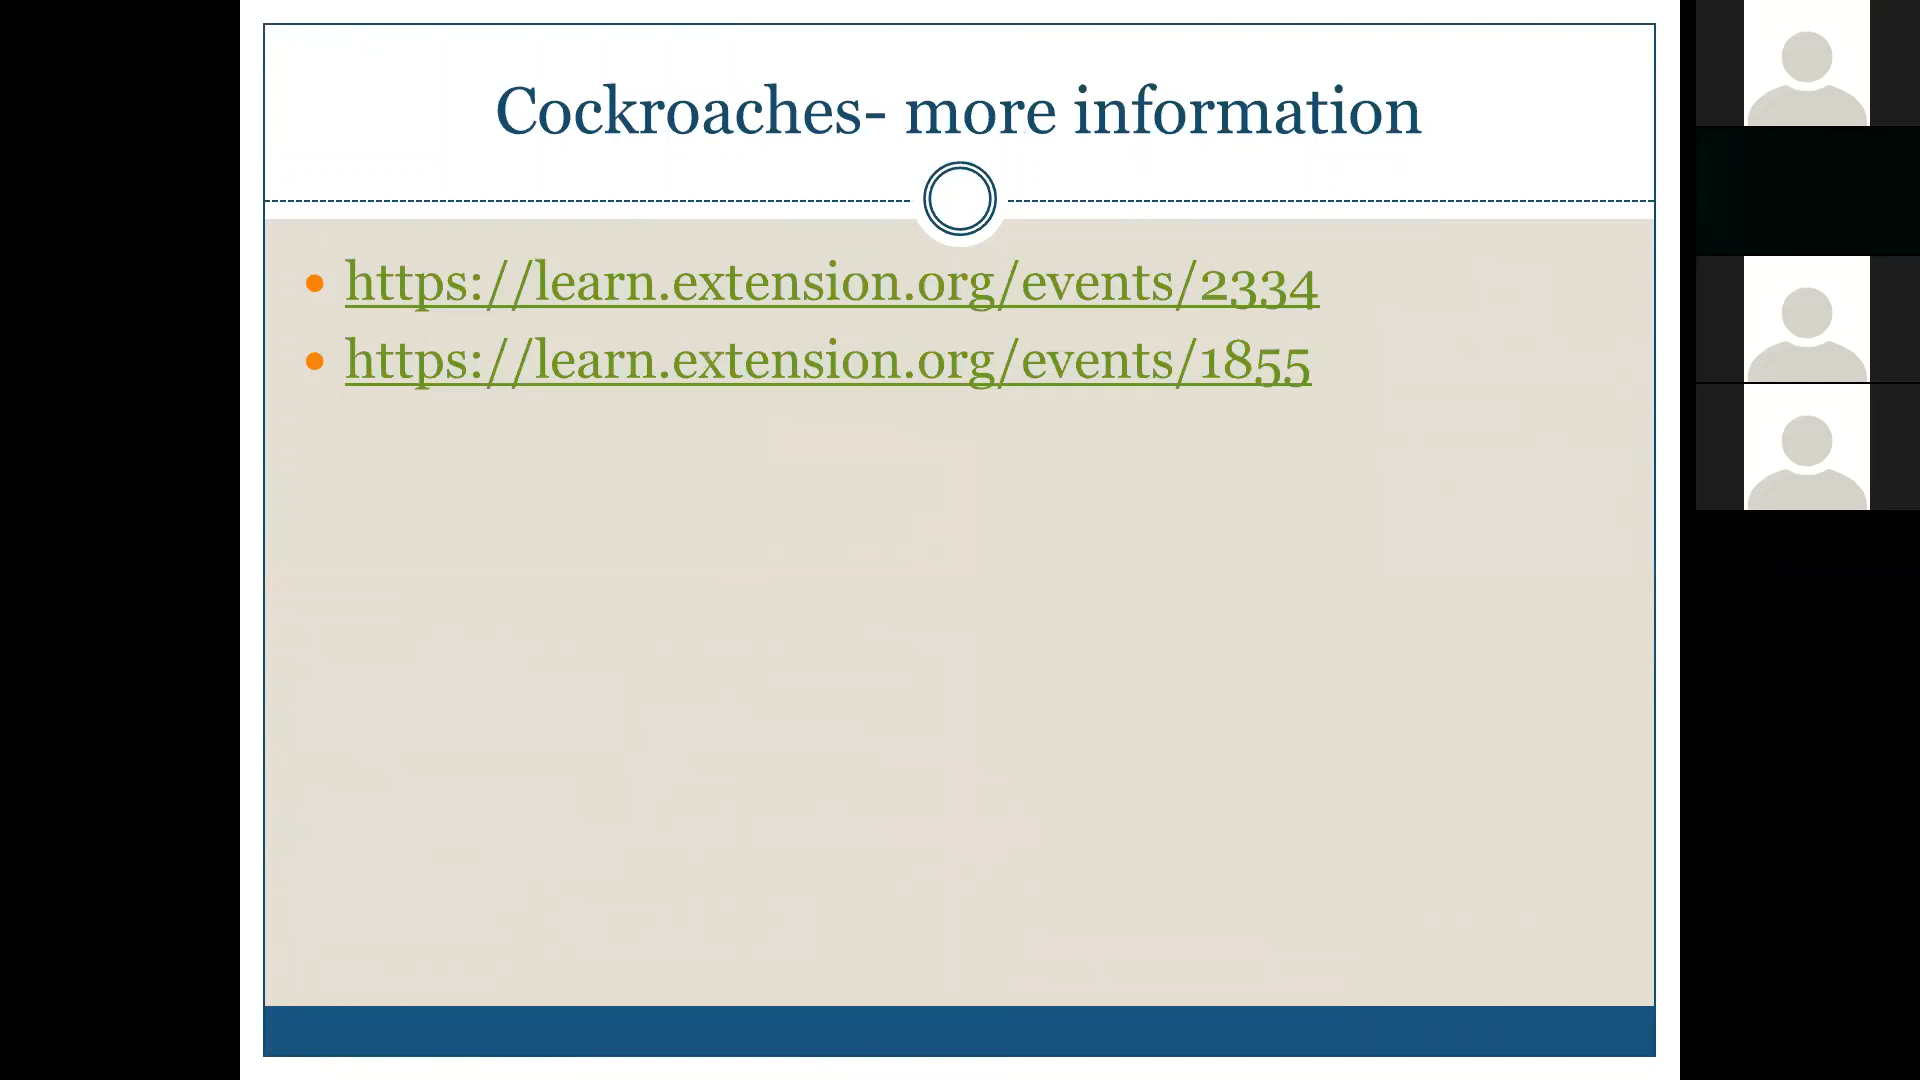 Cockroaches- more information
https://learn.extension.org/events/2334
https://learn.extension.org/events/1855